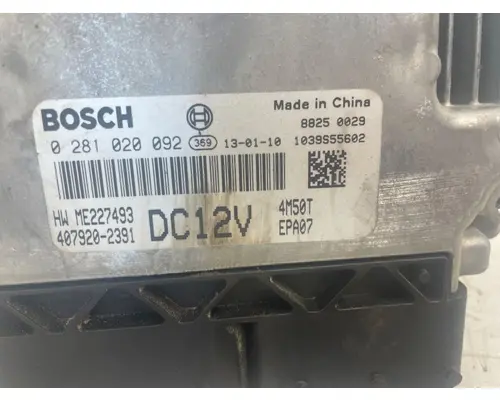 BOSCH Made in China
8825 0029
0 281 020 092 369 13-01-10 1039S55602
HW ME227493 DC12V 4M50T
407920-2391 EPA07